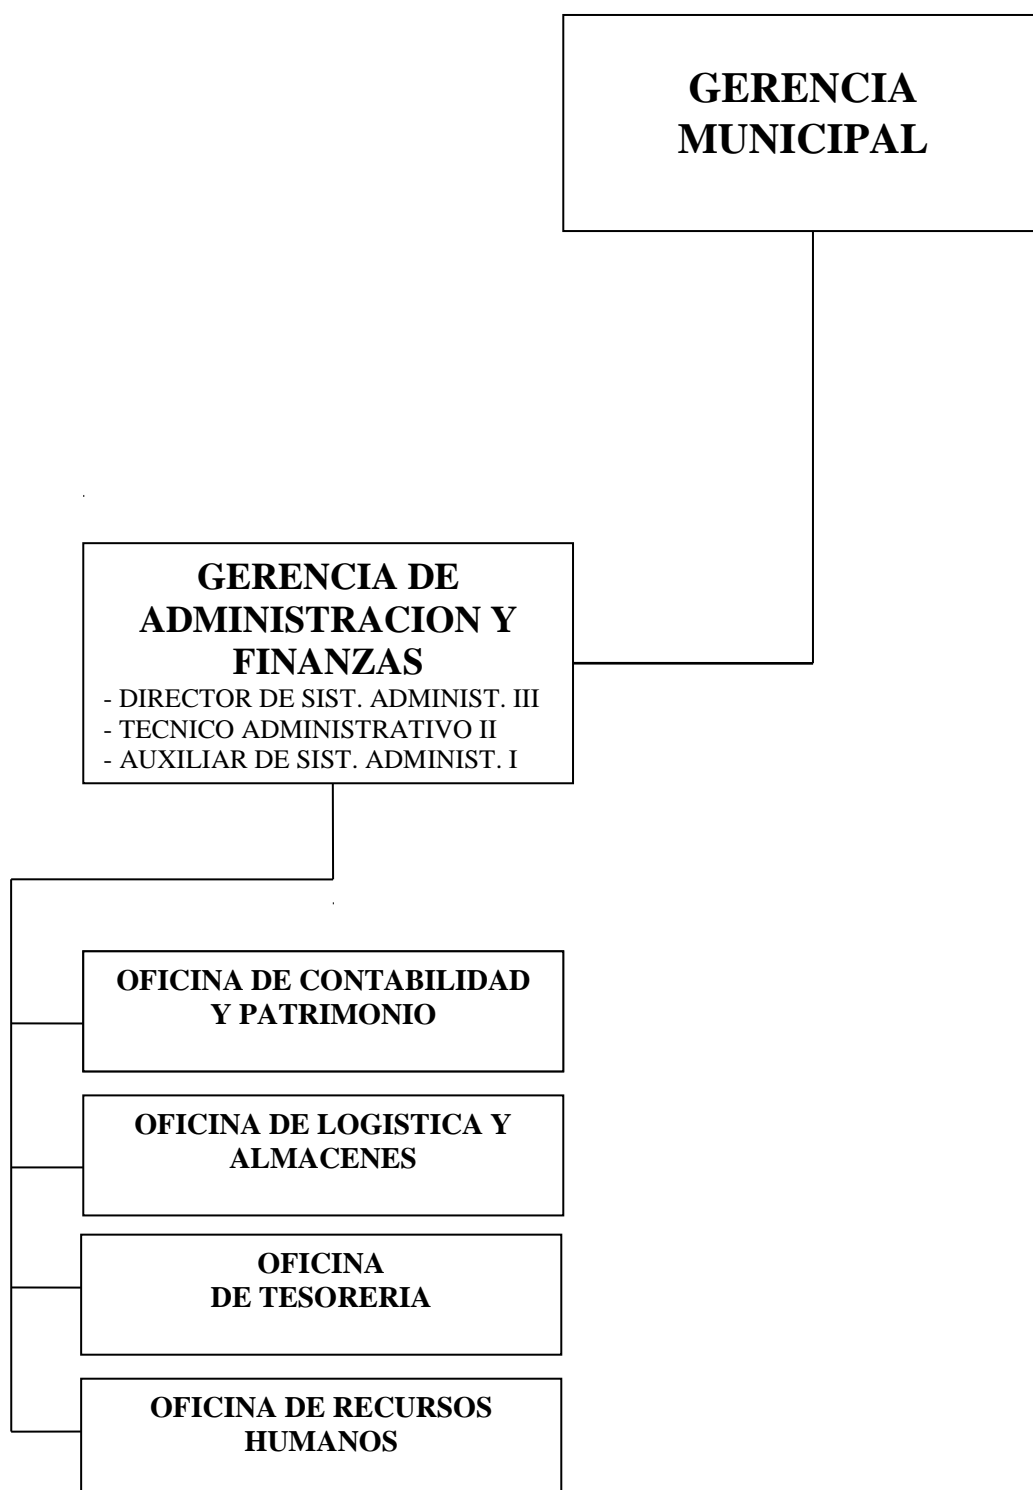 GERENCIA
MUNICIPAL
GERENCIA DE
ADMINISTRACION Y
FINANZAS
- DIRECTOR DE SIST. ADMINIST. III
- TECNICO ADMINISTRATIVO II
- AUXILIAR DE SIST. ADMINIST. I
OFICINA DE CONTABILIDAD
Y PATRIMONIO
OFICINA DE LOGISTICA Y
ALMACENES
OFICINA
DE TESORERIA
OFICINA DE RECURSOS
HUMANOS